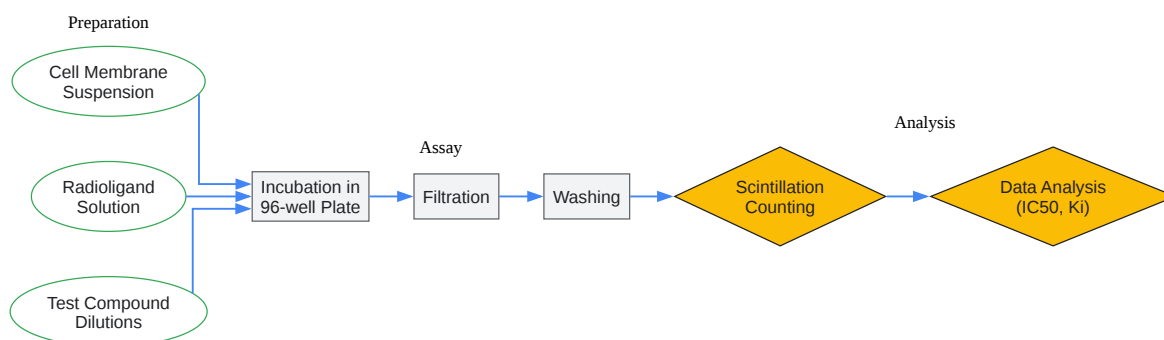 Preparation
Cell Membrane
Suspension
Radioligand
Solution
Test Compound
Dilutions
Assay
Incubation in
96-well Plate
Filtration
Washing
Analysis
Scintillation
Counting
Data Analysis
(IC50, Ki)